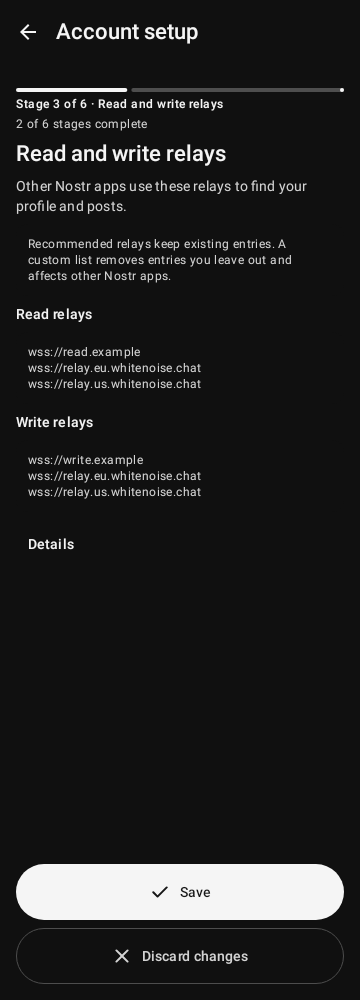 Account setup
Stage 3 of 6 · Read and write relays
2 of 6 stages complete
Read and write relays
Other Nostr apps use these relays to find your
profile and posts.
Recommended relays keep existing entries. A
custom list removes entries you leave out and
affects other Nostr apps.
Read relays
wss://read.example
wss://relay.eu.whitenoise.chat
wss://relay.us.whitenoise.chat
Write relays
wss://write.example
wss://relay.eu.whitenoise.chat
wss://relay.us.whitenoise.chat
Details
Save
Discard changes